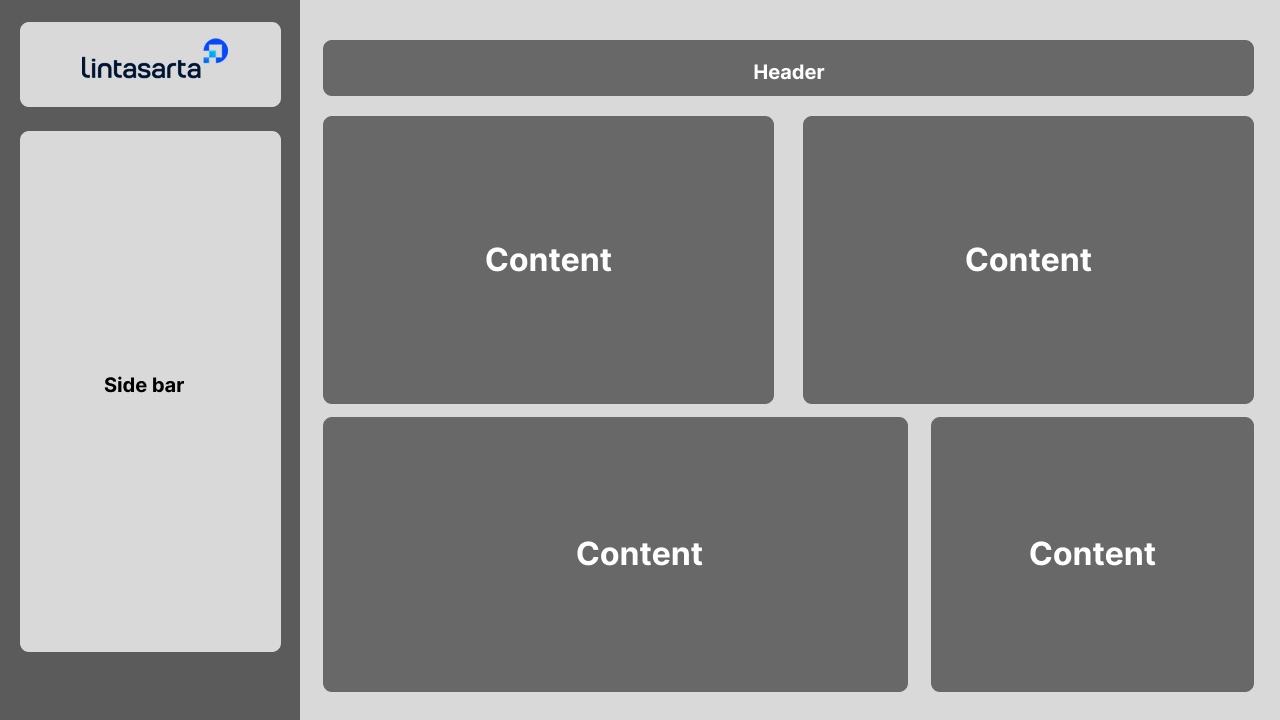 lintasarta
Header
Content
Content
Side bar
Content
Content